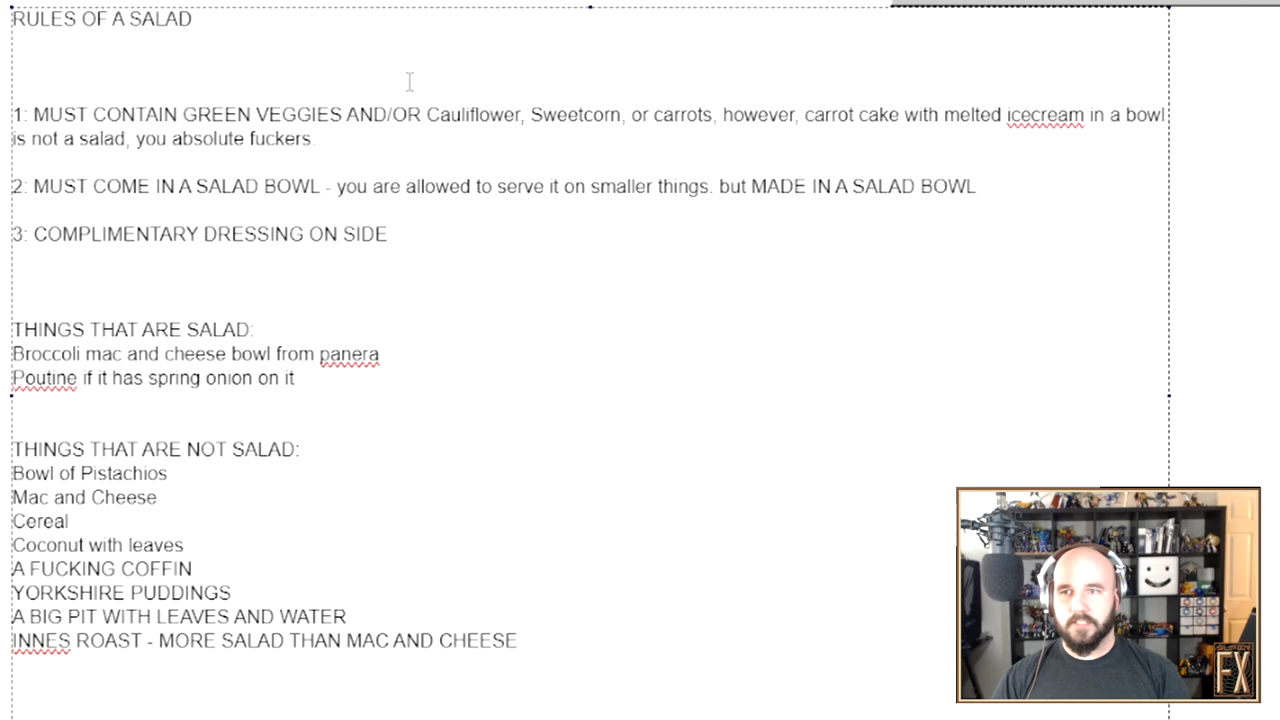 RULES OF A SALAD
1: MUST CONTAIN GREEN VEGGIES AND/OR Cauliflower, Sweetcorn, or carrots, however, carrot cake with melted icecream in a bowl
is not a salad, you absolute fuckers.
2: MUST COME IN A SALAD BOWL - you are allowed to serve it on smaller things. but MADE IN A SALAD BOWL
3: COMPLIMENTARY DRESSING ON SIDE
THINGS THAT ARE SALAD:
Broccoli mac and cheese bowl from panera
Poutine if it has spring onion on it
THINGS THAT ARE NOT SALAD:
Bowl of Pistachios
Mac and Cheese
Cereal
Coconut with leaves
A FUCKING COFFIN
YORKSHIRE PUDDINGS
A BIG PIT WITH LEAVES AND WATER
INNES ROAST - MORE SALAD THAN MAC AND CHEESE
FX